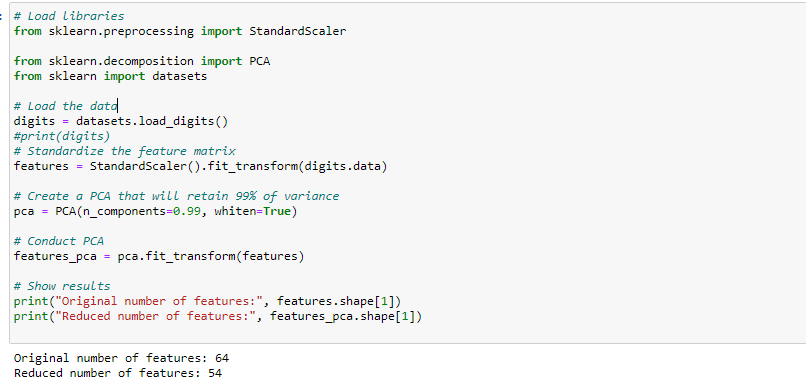 # Load libraries
from sklearn.preprocessing import StandardScaler
from sklearn.decomposition import PCA
from sklearn import datasets
# Load the data
digits = datasets.load_digits()
#print(digits)
# Standardize the feature matrix
features = StandardScaler().fit_transform(digits.data)
# Create a PCA that will retain 99% of variance
pca = PCA(n_components=0.99, whiten=True)
# Conduct PCA
features_pca = pca.fit_transform(features)
# Show results
print("Original number of features:", features.shape[1])
print("Reduced number of features:", features_pca.shape[1])
Original number of features: 64
Reduced number of features: 54